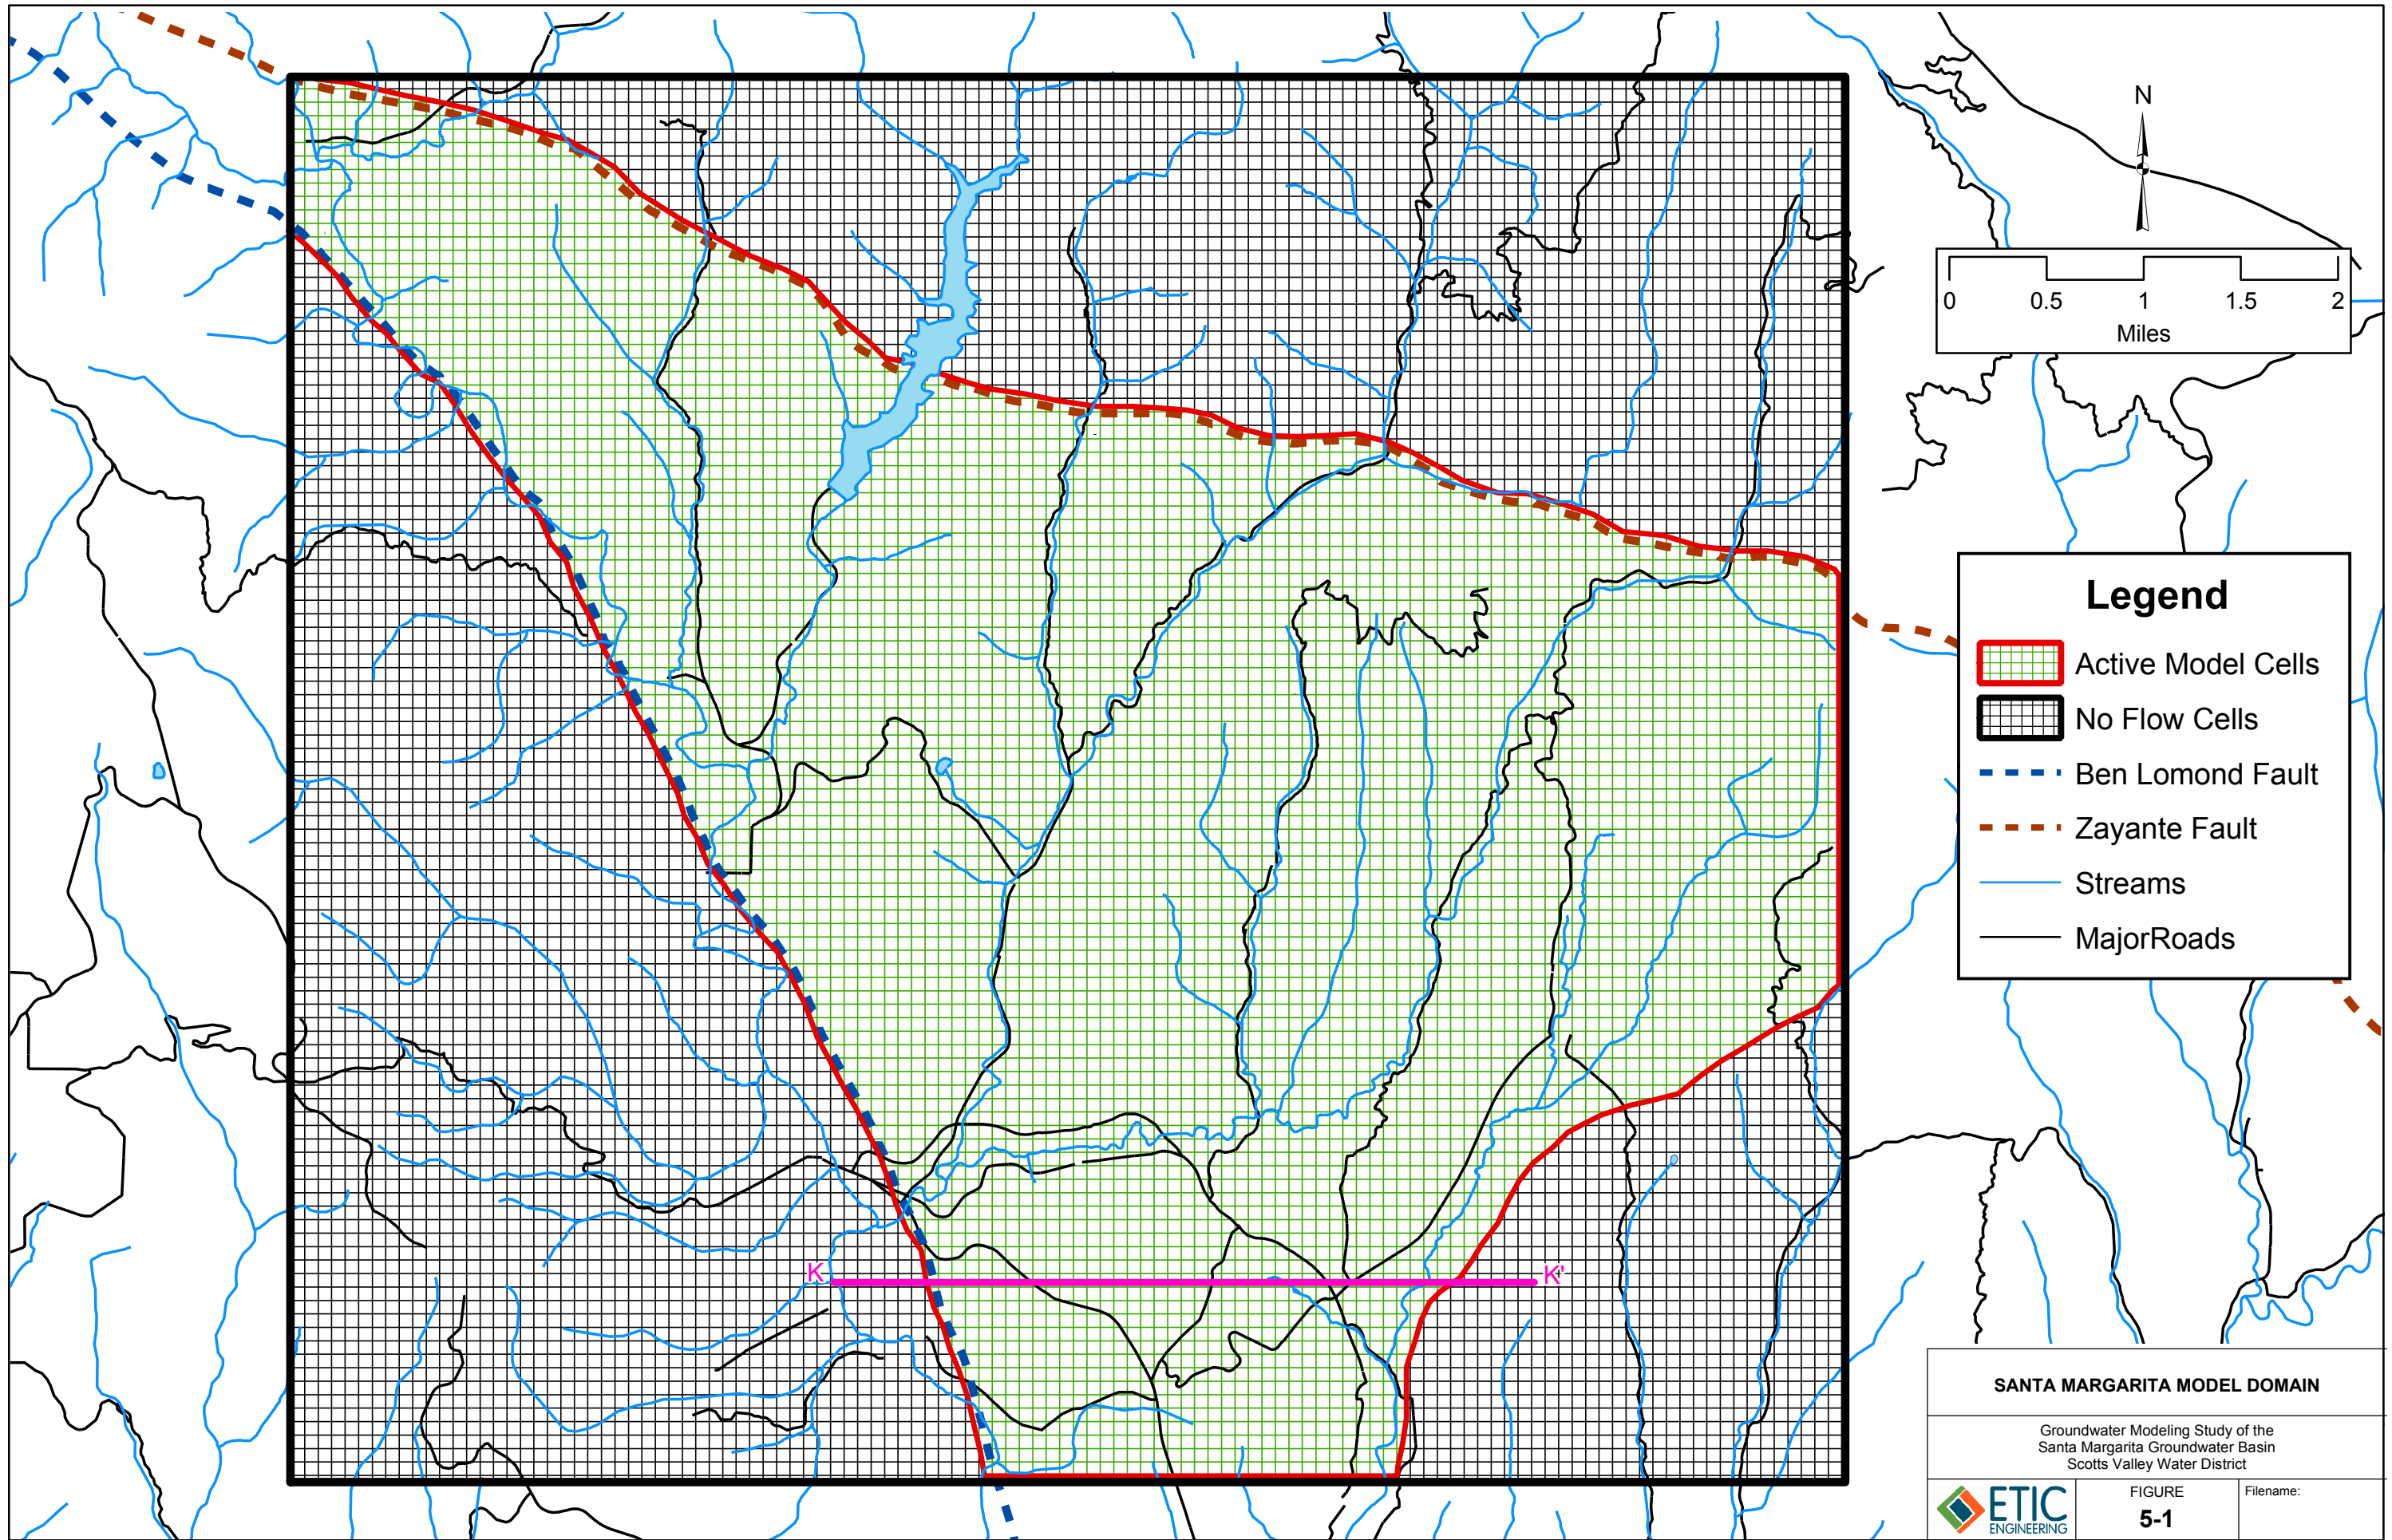 N
0 0.5 1 1.5 2
Miles
Legend
Active Model Cells
No Flow Cells
Ben Lomond Fault
Zayante Fault
Streams
MajorRoads
K
K'
SANTA MARGARITA MODEL DOMAIN
Groundwater Modeling Study of the
Santa Margarita Groundwater Basin
Scotts Valley Water District
ETIC
ENGINEERING
FIGURE
5-1
Filename: